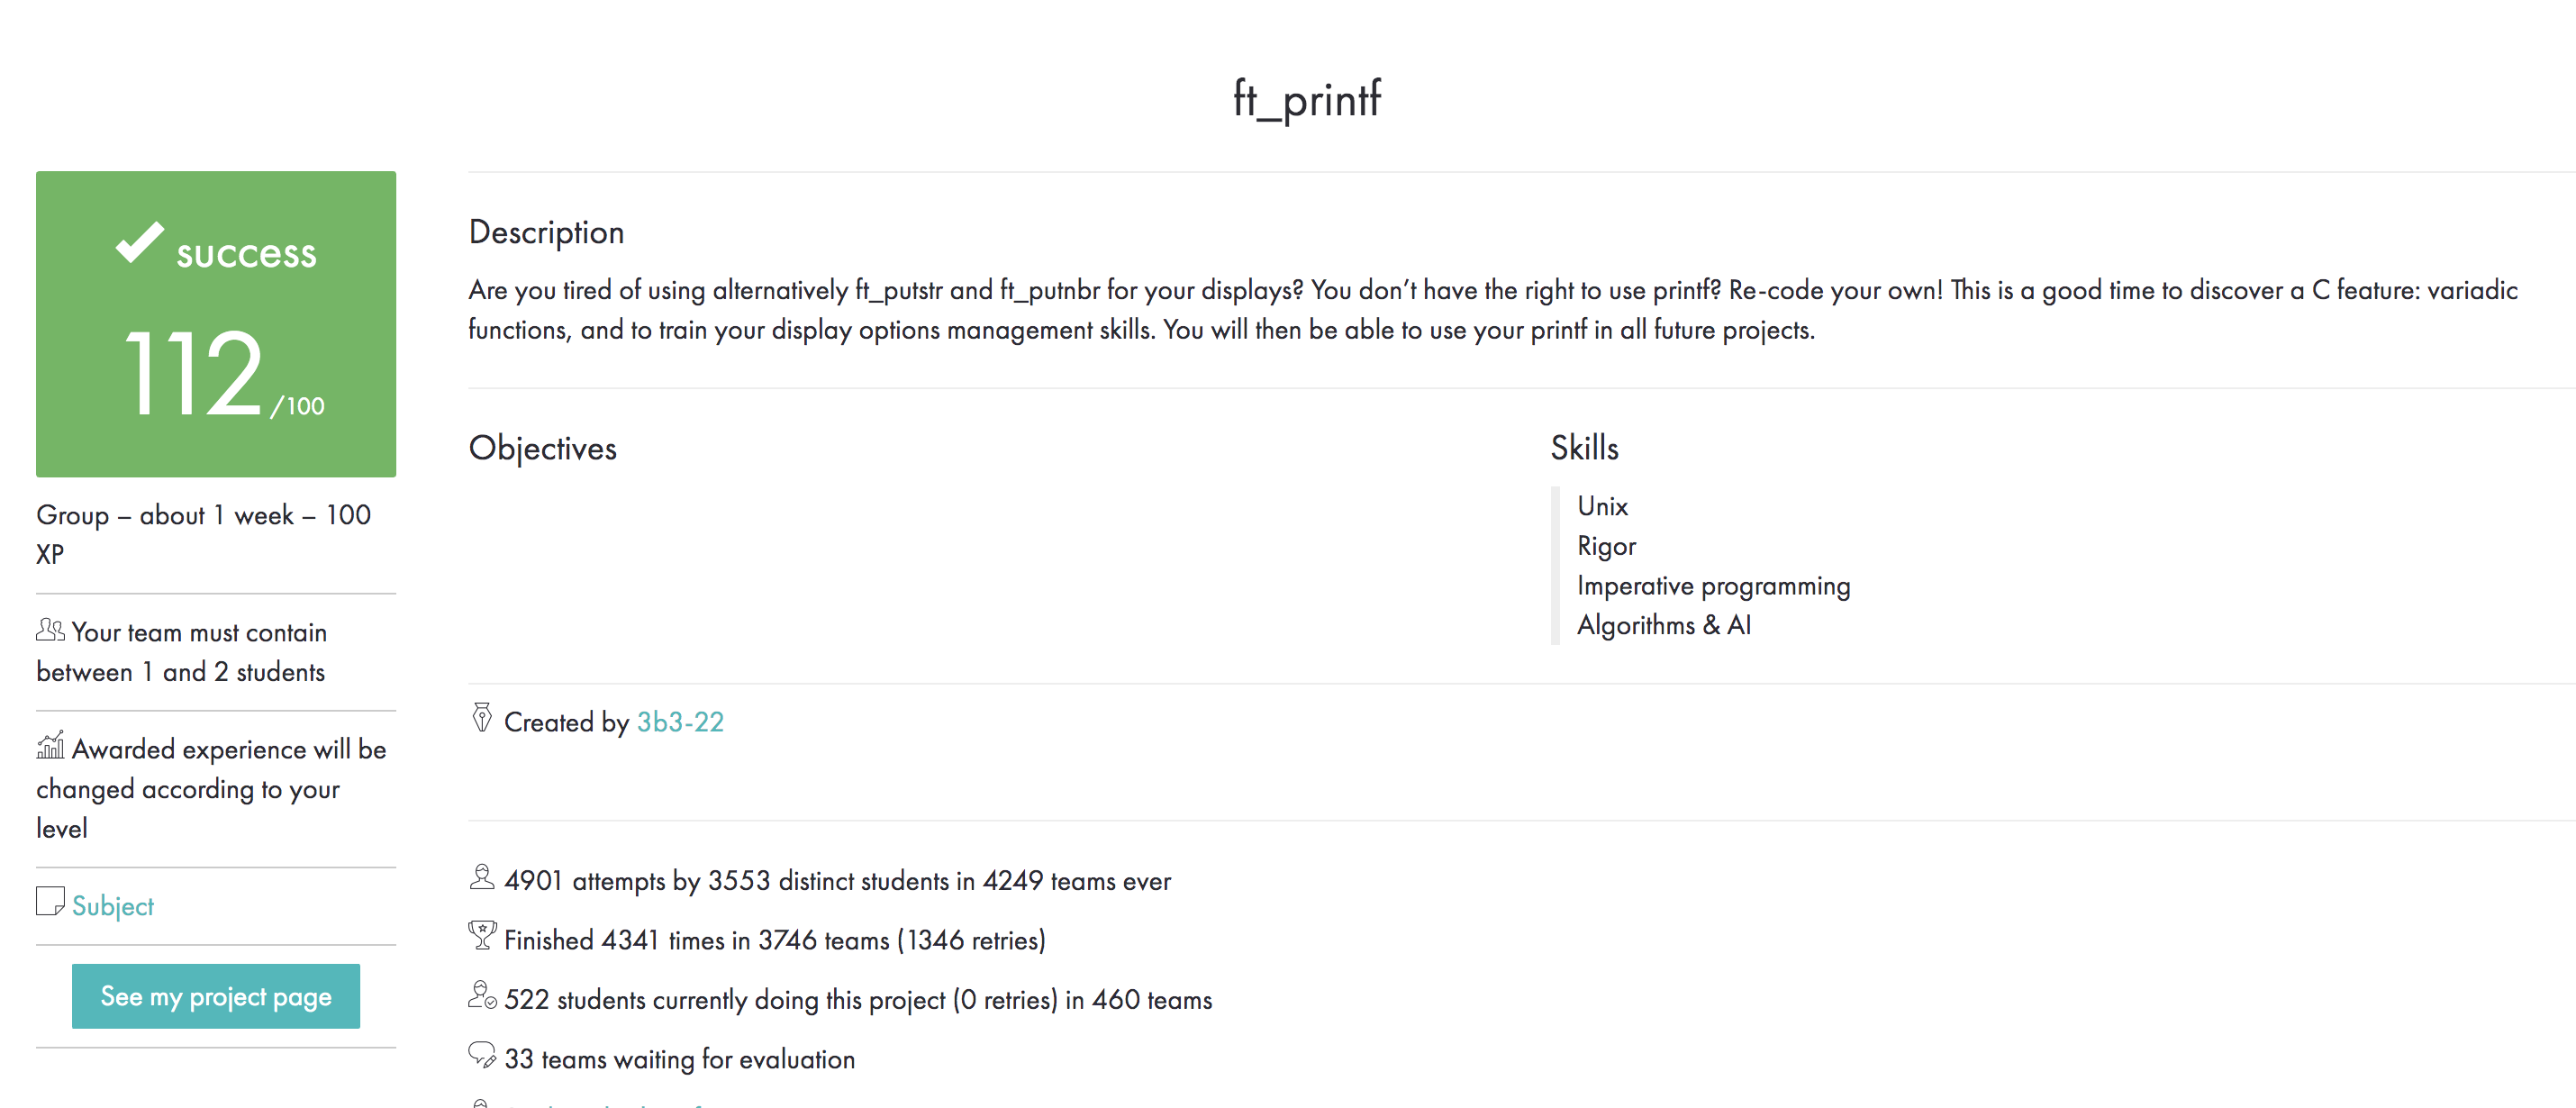 ft_printf
success
112 /100
Group – about 1 week – 100
XP
Your team must contain
between 1 and 2 students
Awarded experience will be
changed according to your
level
Subject
See my project page
Description
Are you tired of using alternatively ft_putstr and ft_putnbr for your displays? You don’t have the right to use printf? Re-code your own! This is a good time to discover a C feature: variadic
functions, and to train your display options management skills. You will then be able to use your printf in all future projects.
Objectives
Skills
Unix
Rigor
Imperative programming
Algorithms & AI
Created by 3b3-22
4901 attempts by 3553 distinct students in 4249 teams ever
Finished 4341 times in 3746 teams (1346 retries)
522 students currently doing this project (0 retries) in 460 teams
33 teams waiting for evaluation